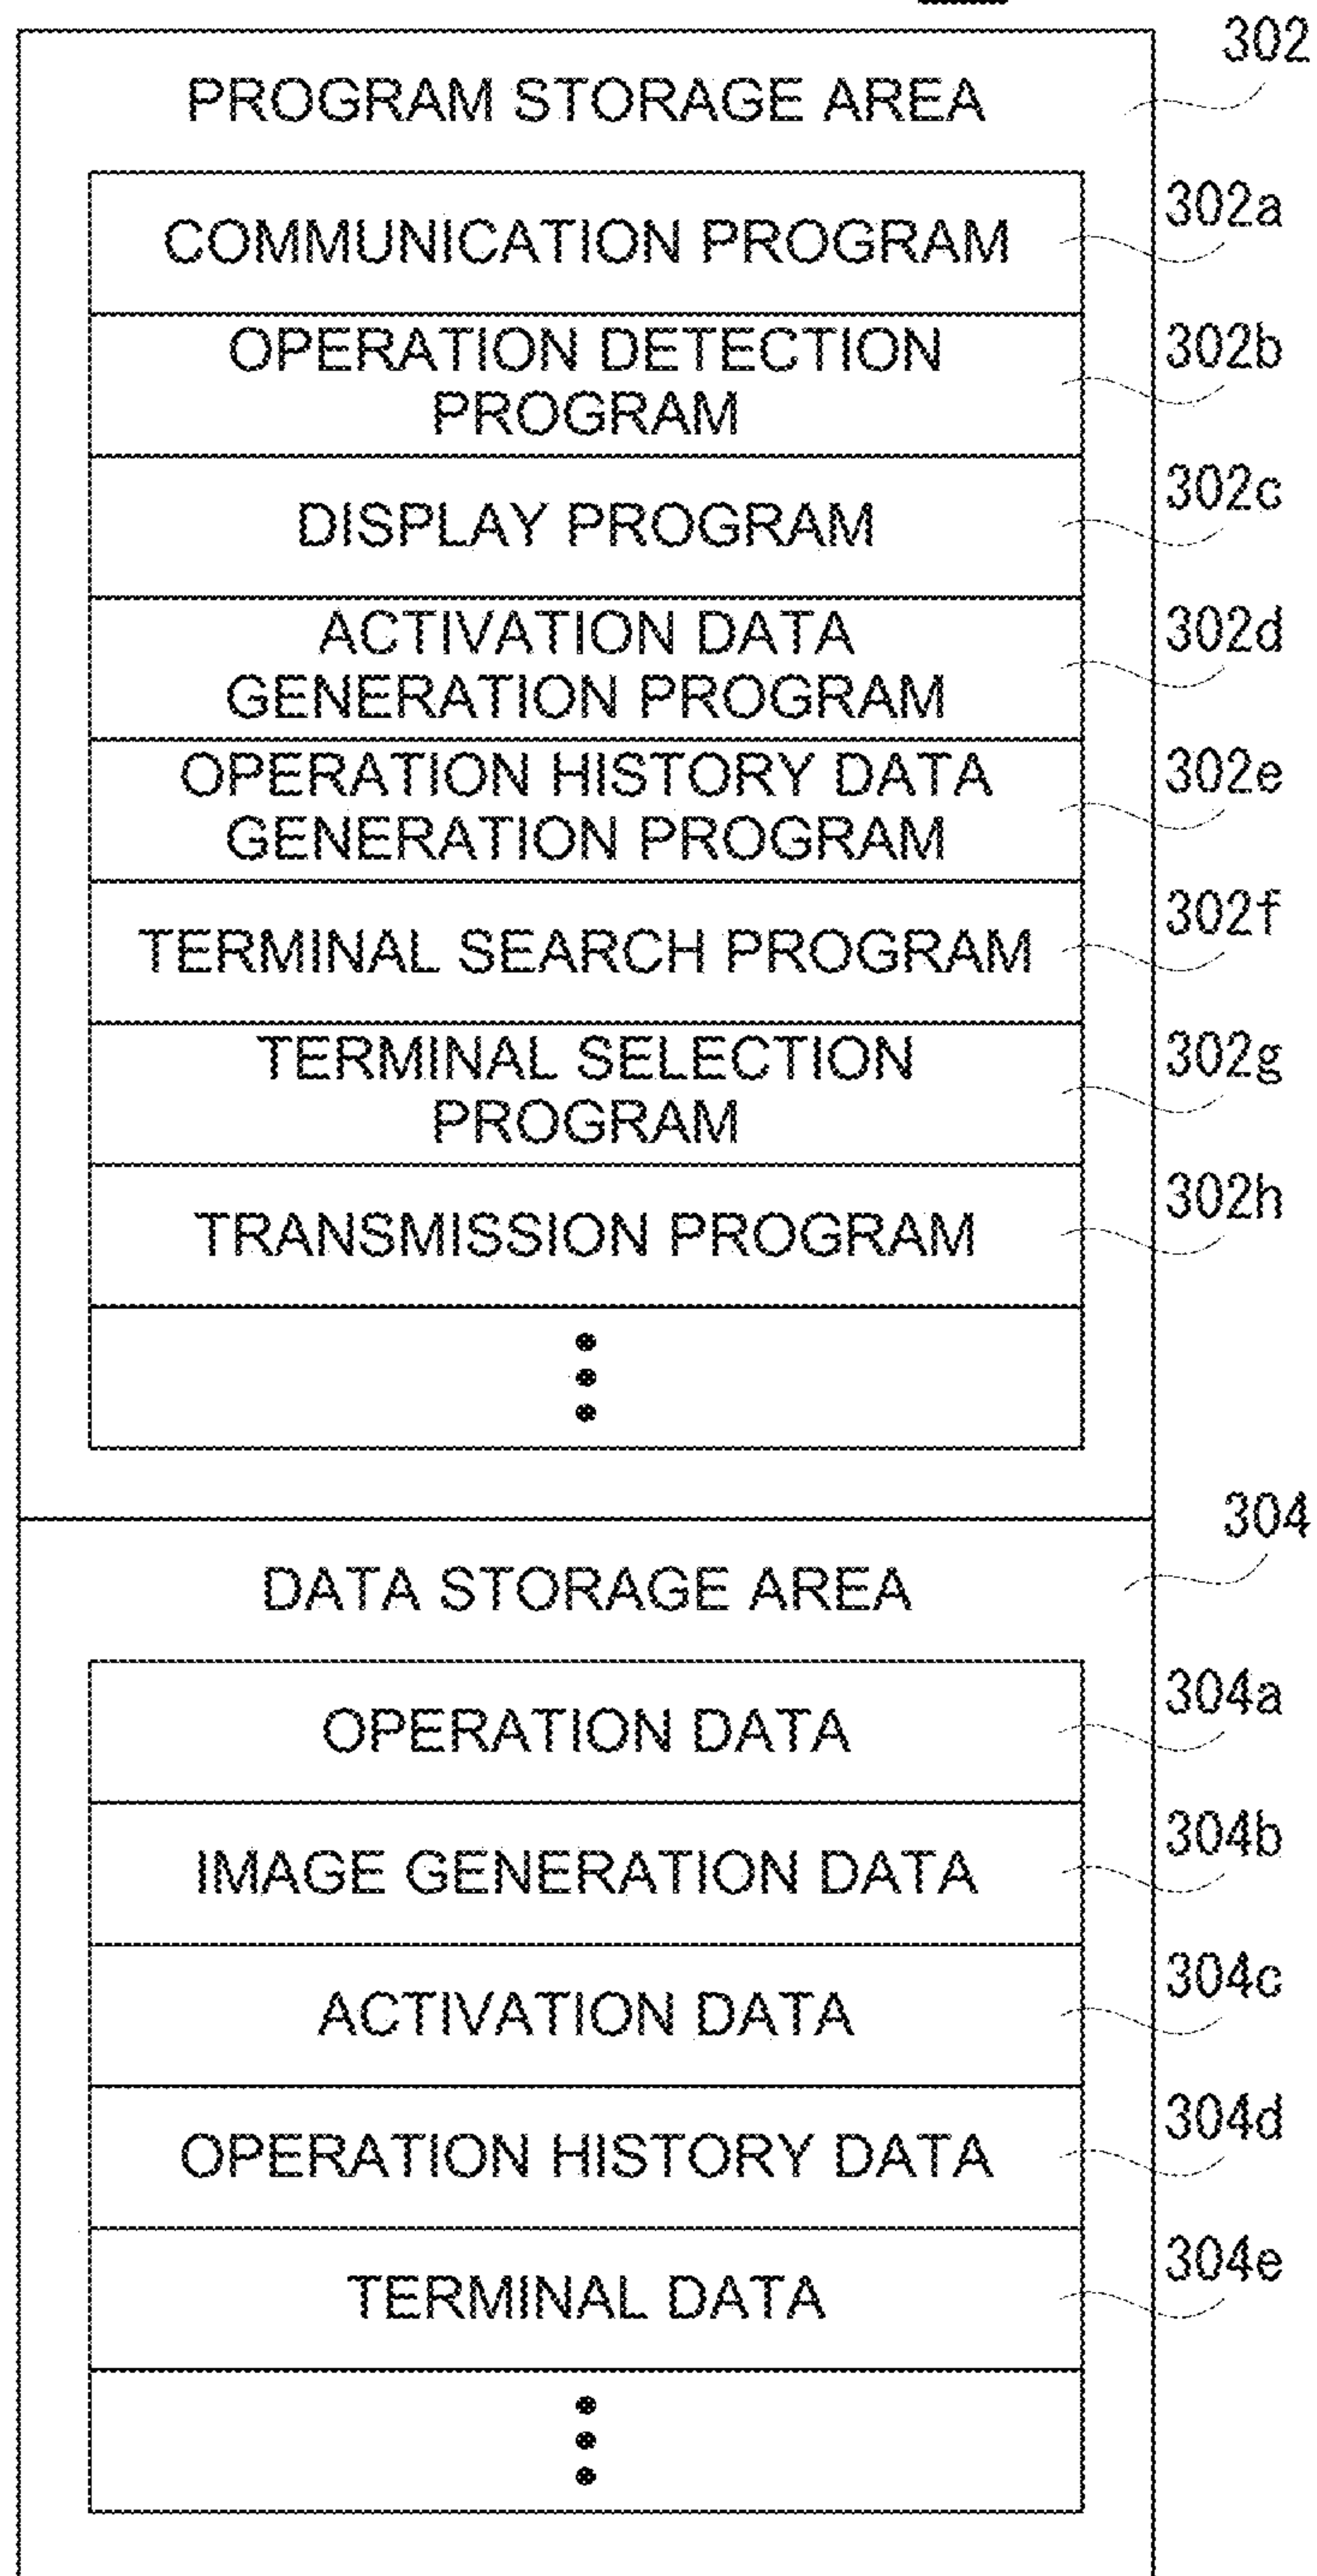 302
PROGRAM STORAGE AREA
302a
COMMUNICATION PROGRAM
302b
OPERATION DETECTION
PROGRAM
302c
DISPLAY PROGRAM
302d
ACTIVATION DATA
GENERATION PROGRAM
302e
OPERATION HISTORY DATA
GENERATION PROGRAM
302f
TERMINAL SEARCH PROGRAM
302g
TERMINAL SELECTION
PROGRAM
302h
TRANSMISSION PROGRAM
304
DATA STORAGE AREA
304a
OPERATION DATA
304b
IMAGE GENERATION DATA
304c
ACTIVATION DATA
304d
OPERATION HISTORY DATA
304e
TERMINAL DATA